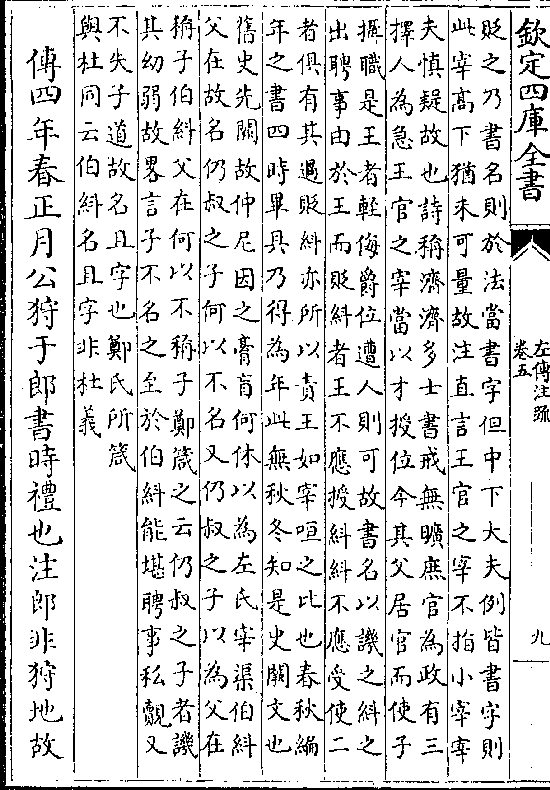 欽定四庫全書
左傳注疏
卷五
九
貶之乃書名則於法當書字但中下大夫例皆書字則
此宰髙下猶未可量故注直言王官之宰不指小宰宰
夫慎疑故也詩稱濟濟多士書戒無曠庶官為政有三
擇人為急王官之宰當以才授位今其父居官而使子
攝職是王者輕侮爵位遭人則可故書名以譏之糾之
出聘事由於王而貶糾者王不應授糾糾不應受使二
者俱有其過貶糾亦所以責王如宰咺之比也春秋編
年之書四時畢具乃得為年此無秋冬知是史闕文也
舊史先闕故仲尼因之膏肓何休以為左氏宰渠伯糾
父在故名仍叔之子何以不名又仍叔之子以為父在
稱子伯糾父在何以不稱子鄭箴之云仍叔之子者譏
其幼弱故畧言子不名之至於伯糾能堪聘事私覿又
不失子道故名且字也鄭氏所箴
與杜同云伯糾名且字非杜義
傳四年春正月公狩于郎書時禮也注郎非狩地故